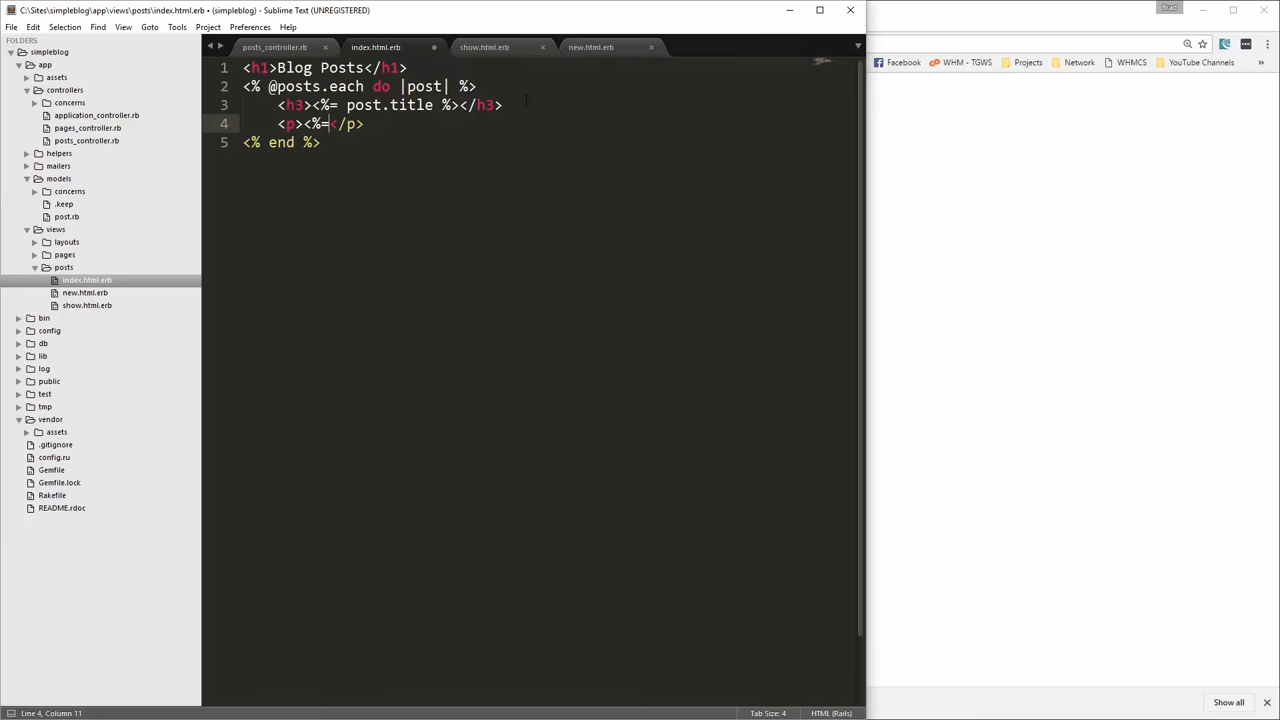 C:\Sites\simpleblog\app\views\posts\index.html.erb • (simpleblog) - Sublime Text (UNREGISTERED)
Brad
File Edit Selection Find View Goto Tools Project Preferences Help
FOLDERS
simpleblog
app
assets
controllers
concerns
application_controller.rb
pages_controller.rb
posts_controller.rb
helpers
mailers
models
concerns
.keep
post.rb
views
layouts
pages
posts
index.html.erb
new.html.erb
show.html.erb
bin
config
db
lib
log
public
test
tmp
vendor
assets
.gitignore
config.ru
Gemfile
Gemfile.lock
Rakefile
README.rdoc
posts_controller.rb index.html.erb show.html.erb new.html.erb
1 <h1>Blog Posts</h1>
2 <% @posts.each do |post| %>
3 <h3><%= post.title %></h3>
4 <p><%=</p>
5 <% end %>
Facebook WHM - TGWS Projects Numbers WHMCS YouTube Channels »
Show all
Line 4, Column 11 Tab Size: 4 HTML (Rails)